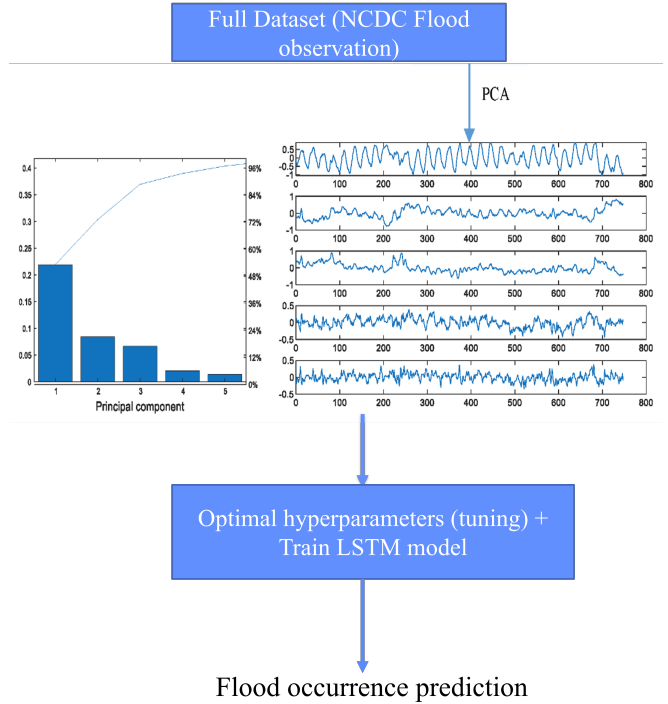 Full Dataset (NCDC Flood
observation)
PCA
0.4
0.35
0.3
0.25
0.2
0.15
0.1
0.05
0
96%
84%
72%
60%
48%
36%
24%
12%
0%
1 2 3 4 5
Principal component
0.5
0
-0.5
-1
0 100 200 300 400 500 600 700 800
1
0
-1
0 100 200 300 400 500 600 700 800
1
0
-1
0 100 200 300 400 500 600 700 800
0.5
0
-0.5
0 100 200 300 400 500 600 700 800
0.5
0
-0.5
0 100 200 300 400 500 600 700 800
Optimal hyperparameters (tuning) +
Train LSTM model
Flood occurrence prediction